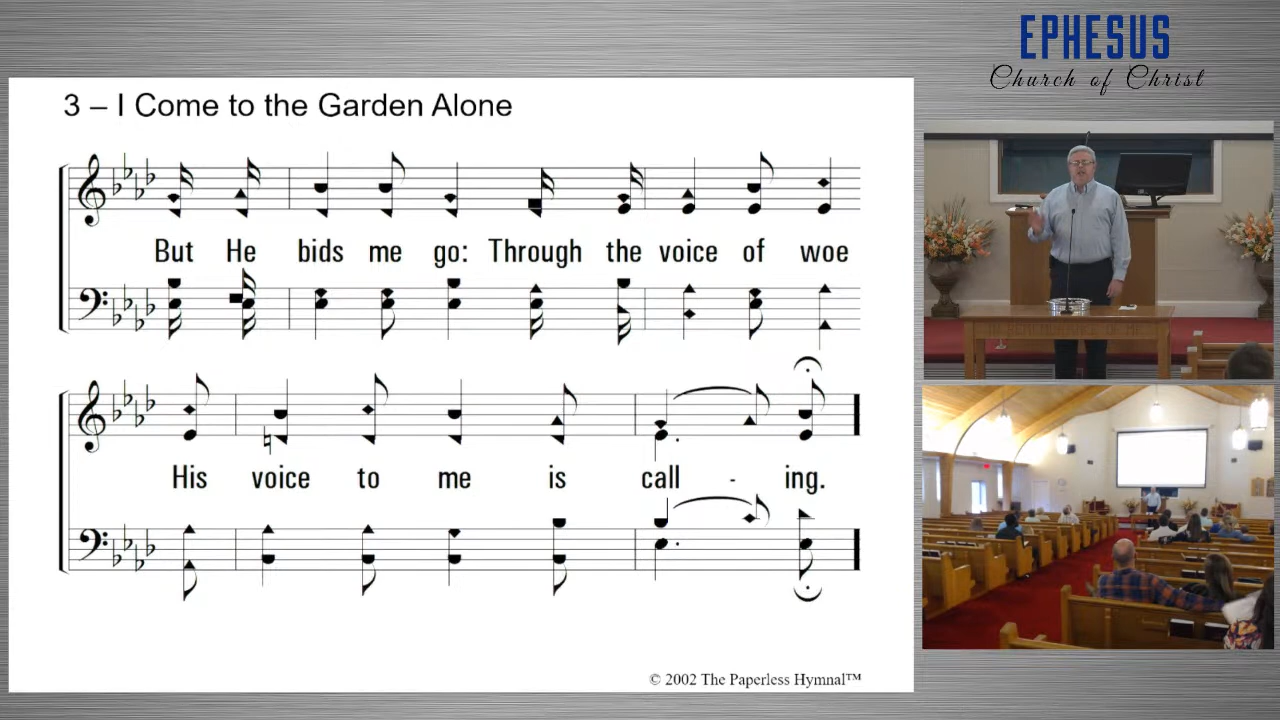 EPHESUS
Church of Christ
3 – I Come to the Garden Alone
But He bids me go: Through the voice of woe
His voice to me is call - ing.
© 2002 The Paperless Hymnal™